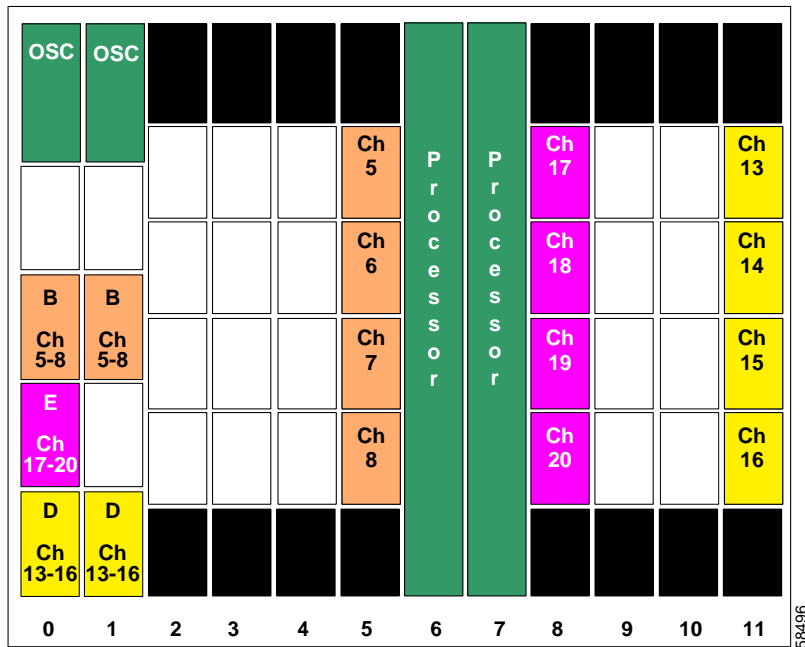 OSC OSC
Ch 5
Ch 6
Ch 7
Ch 8
Processor
Processor
Ch 17
Ch 18
Ch 19
Ch 20
Ch 13
Ch 14
Ch 15
Ch 16
B
Ch
5-8
B
Ch
5-8
E
Ch
17-20
D
Ch
13-16
D
Ch
13-16
0 1 2 3 4 5 6 7 8 9 10 11
58496